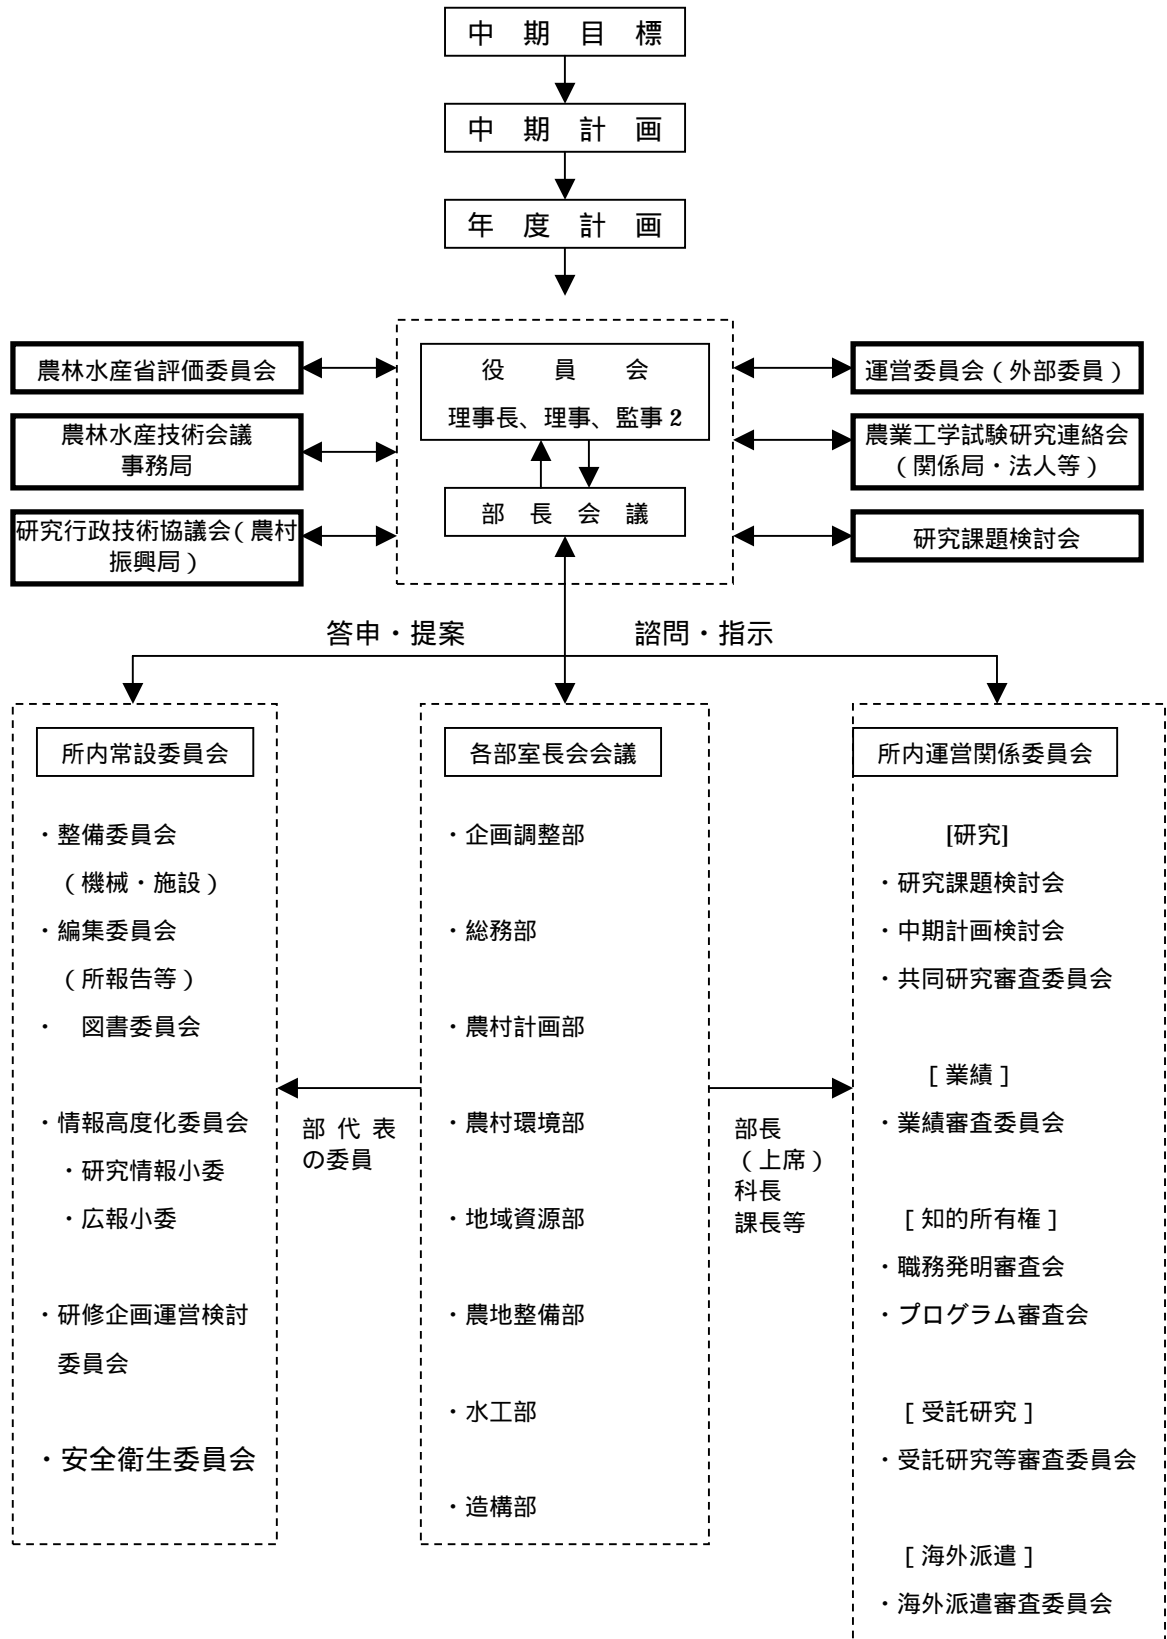 中　期　目　標
中　期　計　画
年　度　計　画
農林水産省評価委員会
農林水産技術会議
事務局
研究行政技術協議会（農村
振興局）
役　　員　　会
理事長、理事、監事２
部　長　会　議
運営委員会（外部委員）
農業工学試験研究連絡会
（関係局・法人等）
研究課題検討会
答申・提案
諮問・指示
所内常設委員会
・整備委員会
（機械・施設）
・編集委員会
（所報告等）
・　図書委員会
・情報高度化委員会
・研究情報小委
・広報小委
・研修企画運営検討
委員会
・安全衛生委員会
部 代 表
の委員
各部室長会会議
・企画調整部
・総務部
・農村計画部
・農村環境部
・地域資源部
・農地整備部
・水工部
・造構部
部長
（上席）
科長
課長等
所内運営関係委員会
[研究]
・研究課題検討会
・中期計画検討会
・共同研究審査委員会
［業績］
・業績審査委員会
［知的所有権］
・職務発明審査会
・プログラム審査会
［受託研究］
・受託研究等審査委員会
［海外派遣］
・海外派遣審査委員会